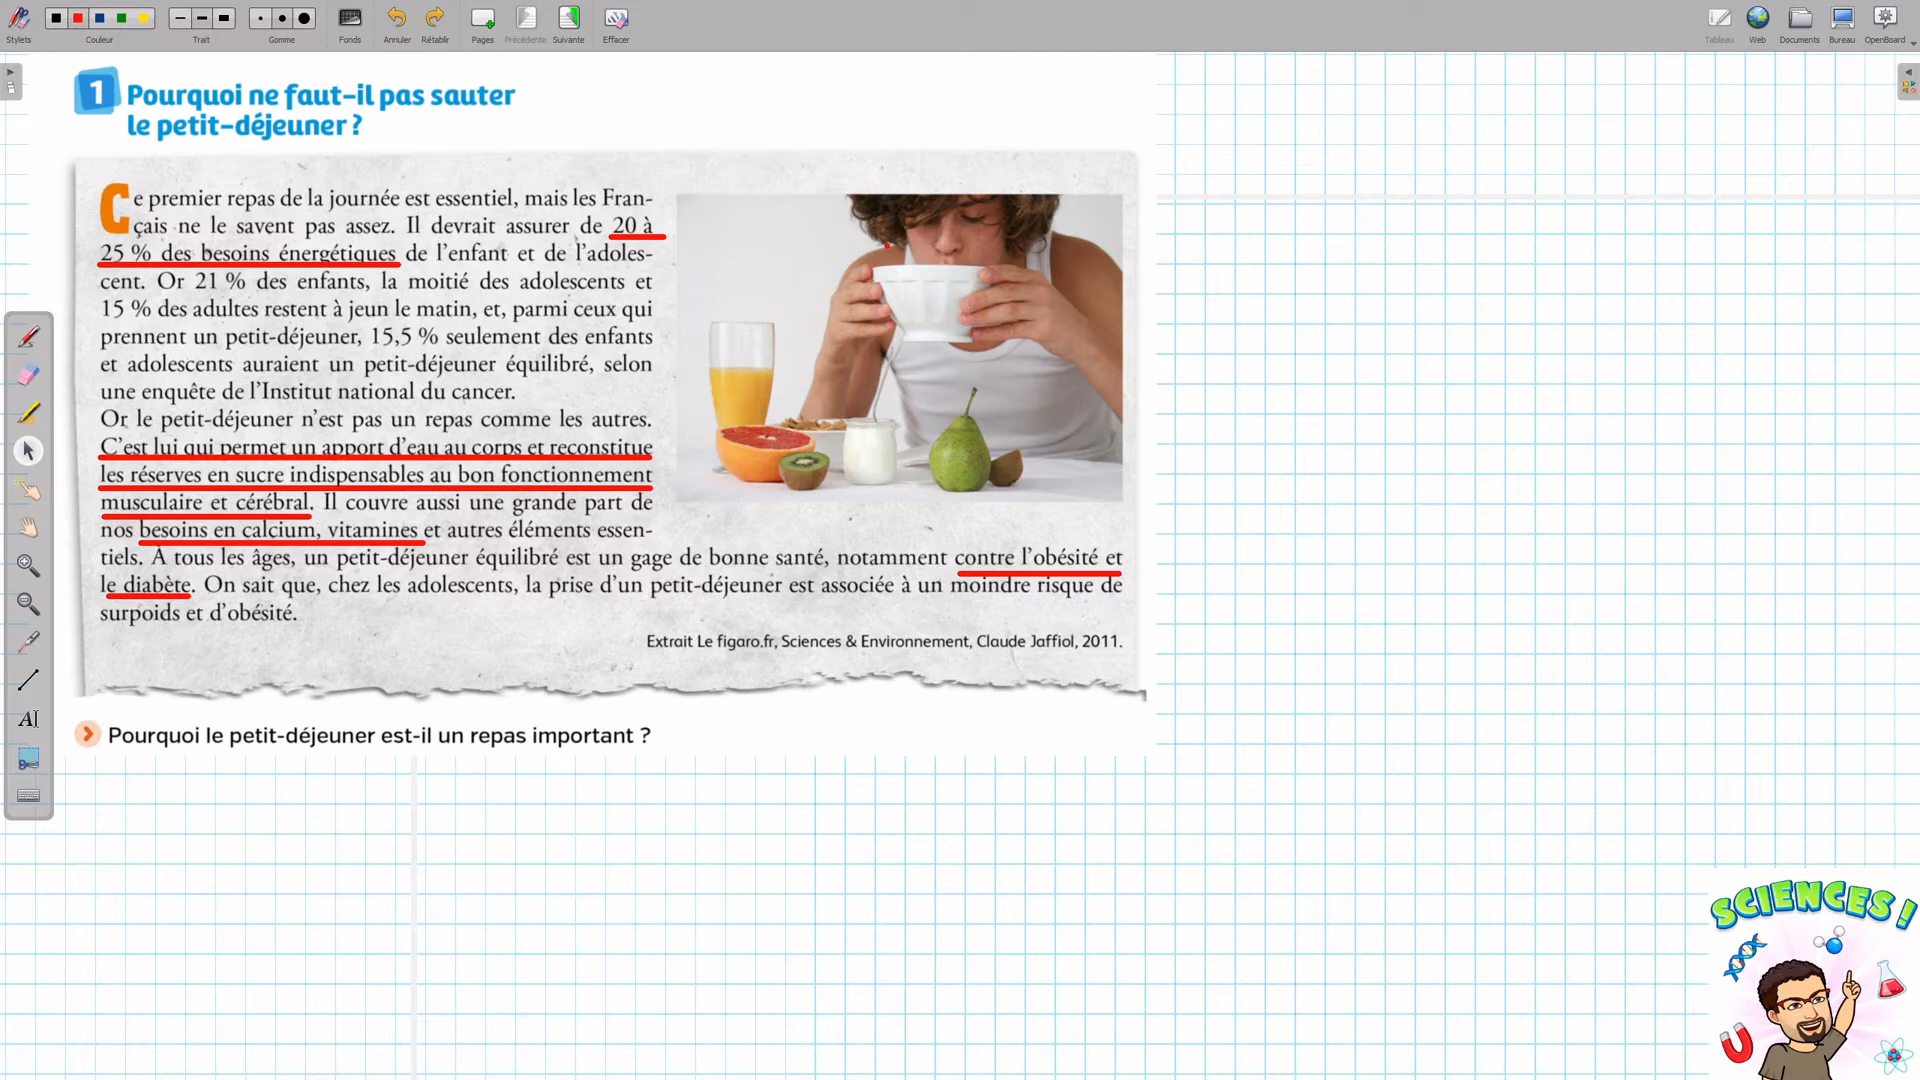 Stylets
Couleur
Trait
Gomme
Fonds
Annuler
Rétablir
Pages
Précédente
Suivante
Effacer
Tableau
Web
Documents
Bureau
OpenBoard
1
Pourquoi ne faut-il pas sauter
le petit-déjeuner ?
Ce premier repas de la journée est essentiel, mais les Fran-
çais ne le savent pas assez. Il devrait assurer de 20 à
25 % des besoins énergétiques de l'enfant et de l'adoles-
cent. Or 21 % des enfants, la moitié des adolescents et
15 % des adultes restent à jeun le matin, et, parmi ceux qui
prennent un petit-déjeuner, 15,5 % seulement des enfants
et adolescents auraient un petit-déjeuner équilibré, selon
une enquête de l'Institut national du cancer.
Or le petit-déjeuner n'est pas un repas comme les autres.
C'est lui qui permet un apport d'eau au corps et reconstitue
les réserves en sucre indispensables au bon fonctionnement
musculaire et cérébral. Il couvre aussi une grande part de
nos besoins en calcium, vitamines et autres éléments essen-
tiels. À tous les âges, un petit-déjeuner équilibré est un gage de bonne santé, notamment contre l'obésité et
le diabète. On sait que, chez les adolescents, la prise d'un petit-déjeuner est associée à un moindre risque de
surpoids et d'obésité.
Extrait Le figaro.fr, Sciences & Environnement, Claude Jaffiol, 2011.
Pourquoi le petit-déjeuner est-il un repas important ?
AI
SCIENCES !